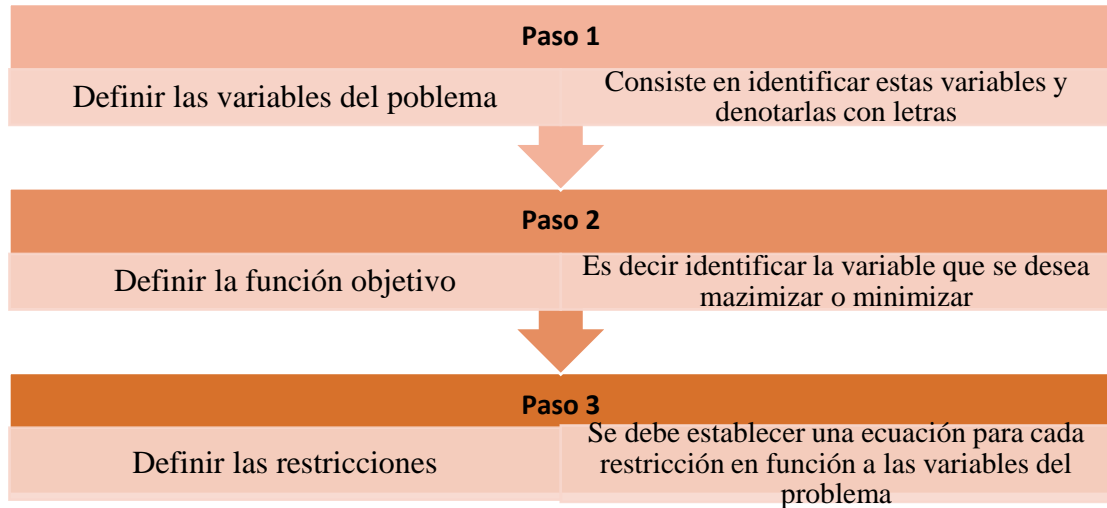 Paso 1
Definir las variables del poblema
Consiste en identificar estas variables y
denotarlas con letras
Paso 2
Definir la función objetivo
Es decir identificar la variable que se desea
mazimizar o minimizar
Paso 3
Definir las restricciones
Se debe establecer una ecuación para cada
restricción en función a las variables del
problema